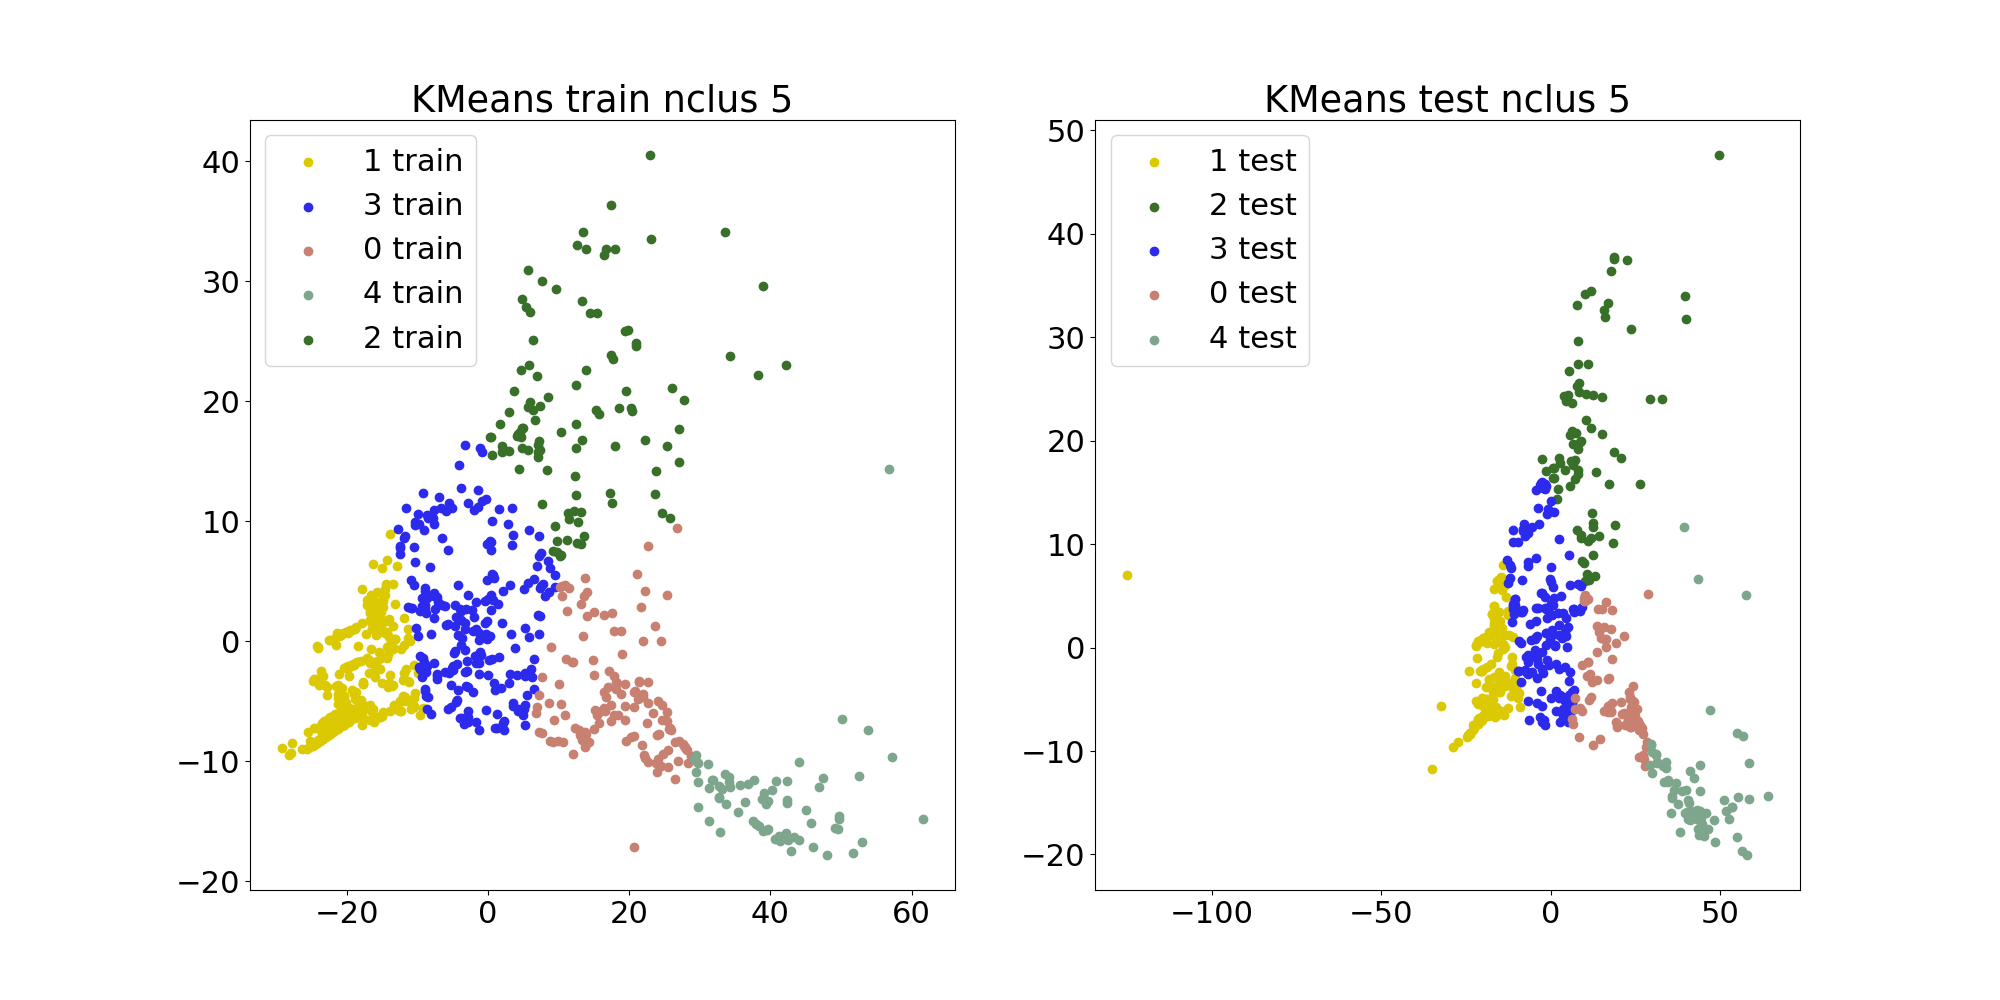 KMeans train nclus 5
1 train
3 train
0 train
4 train
2 train
40
30
20
10
0
−10
−20
−20 0 20 40 60
KMeans test nclus 5
1 test
2 test
3 test
0 test
4 test
50
40
30
20
10
0
−10
−20
−100 −50 0 50